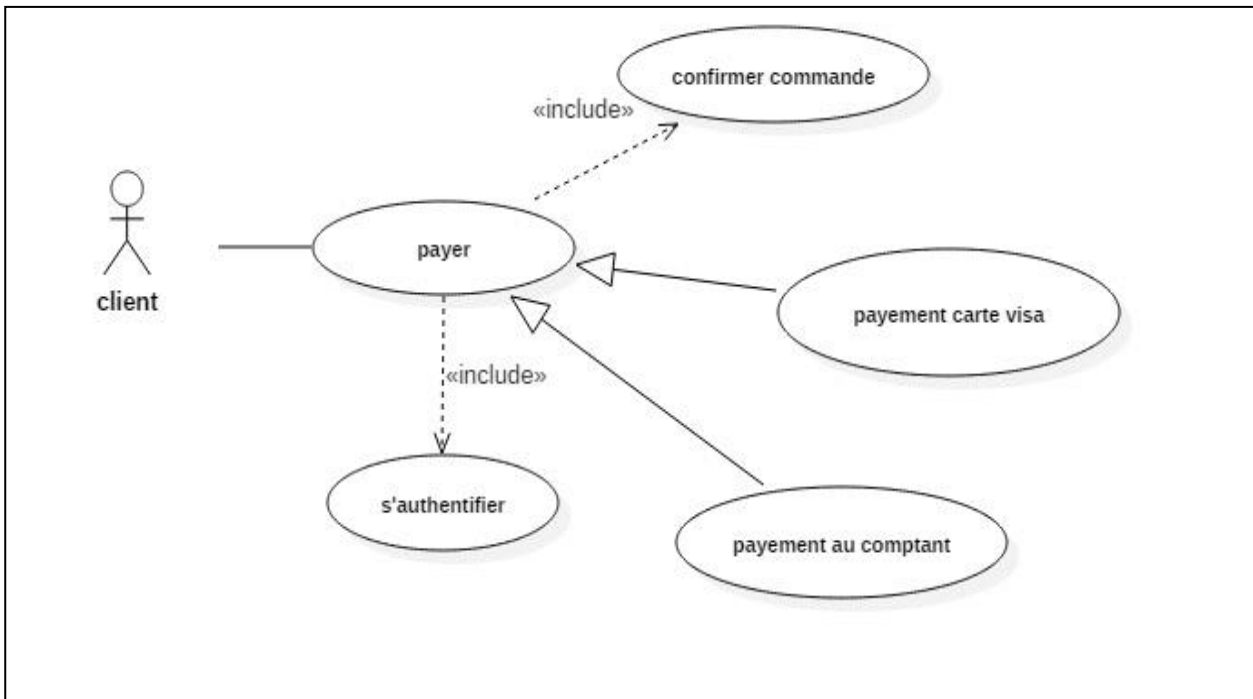 confirmer commande
«include»
payer
client
payement carte visa
«include»
s'authentifier
payement au comptant